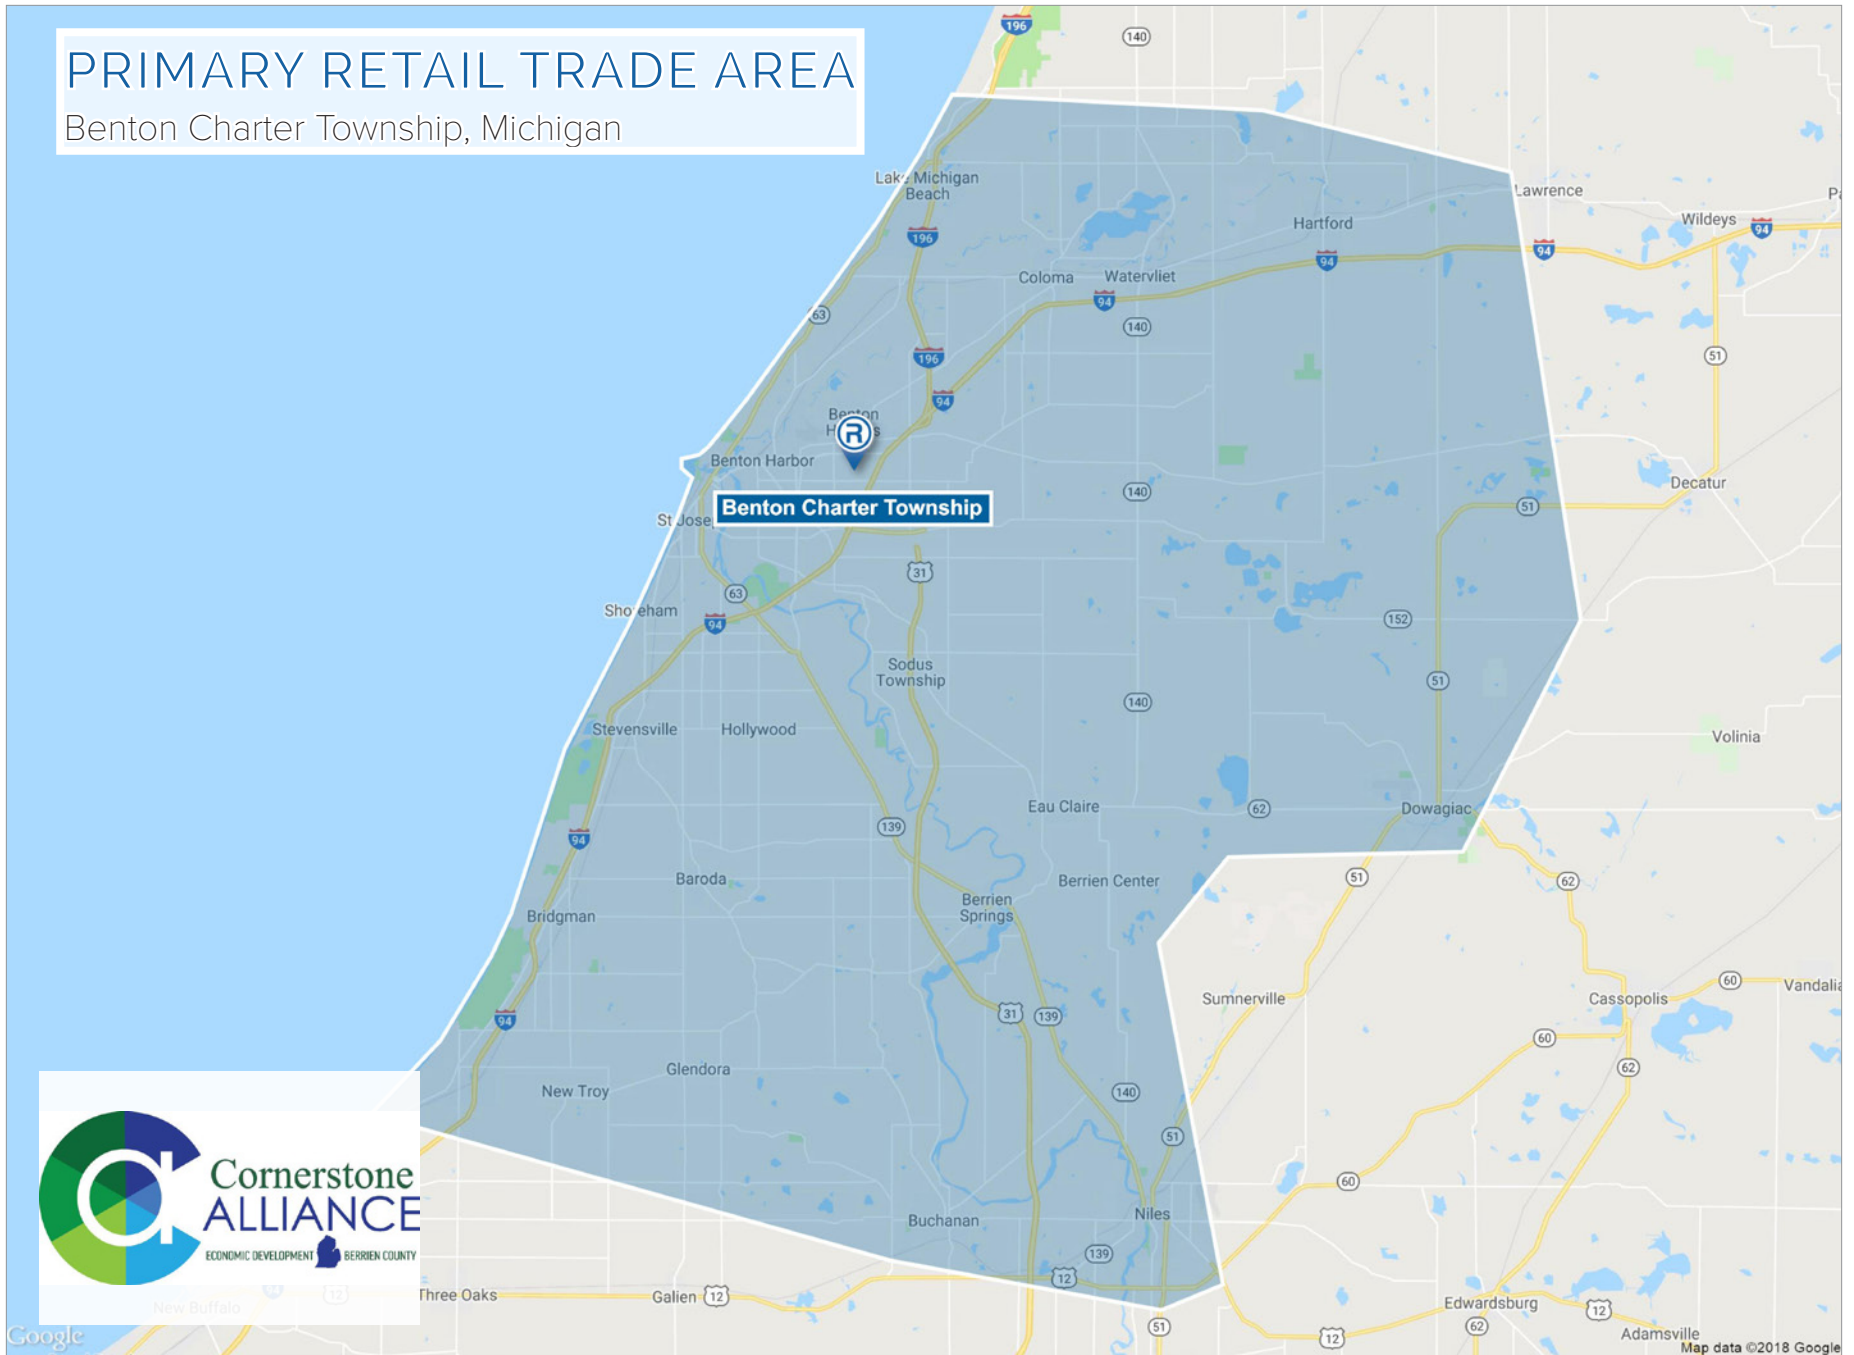 PRIMARY RETAIL TRADE AREA
Benton Charter Township, Michigan
196
140
Lake Michigan
Beach
Lawrence
Wildeys
94
Hartford
196
94
94
Coloma
Watervliet
94
63
140
196
51
94
Benton
R
Benton Harbor
Decatur
140
51
Benton Charter Township
31
63
Shoreham
94
152
Sodus
Township
51
140
Stevensville
Hollywood
Volinia
Eau Claire
62
Dowagiac
139
94
51
62
Baroda
Berrien Center
Berrien
Springs
Bridgman
60
Vandalia
Sumnerville
Cassopolis
31
139
94
60
62
Glendora
New Troy
140
51
Cornerstone
ALLIANCE
ECONOMIC DEVELOPMENT
BERRIEN COUNTY
60
Niles
Buchanan
139
12
94
12
Three Oaks
Galien
12
New Buffalo
Edwardsburg
12
51
62
12
Adamsville
Google
Map data ©2018 Google